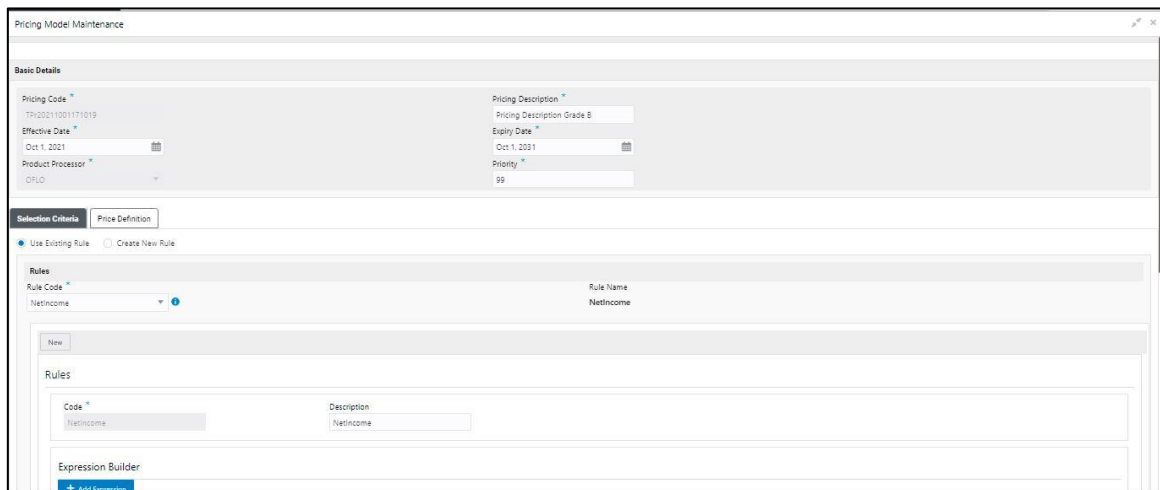 Pricing Model Maintenance
Basic Details
Pricing Code *
Pricing Description *
TPr20211001171019
Pricing Description Grade B
Effective Date *
Expiry Date *
Oct 1, 2021
Oct 1, 2031
Product Processor *
Priority *
OFLO
99
Selection Criteria
Price Definition
Use Existing Rule
Create New Rule
Rules
Rule Code *
Rule Name
NetIncome
NetIncome
New
Rules
Code *
Description
NetIncome
NetIncome
Expression Builder
+ Add Expression